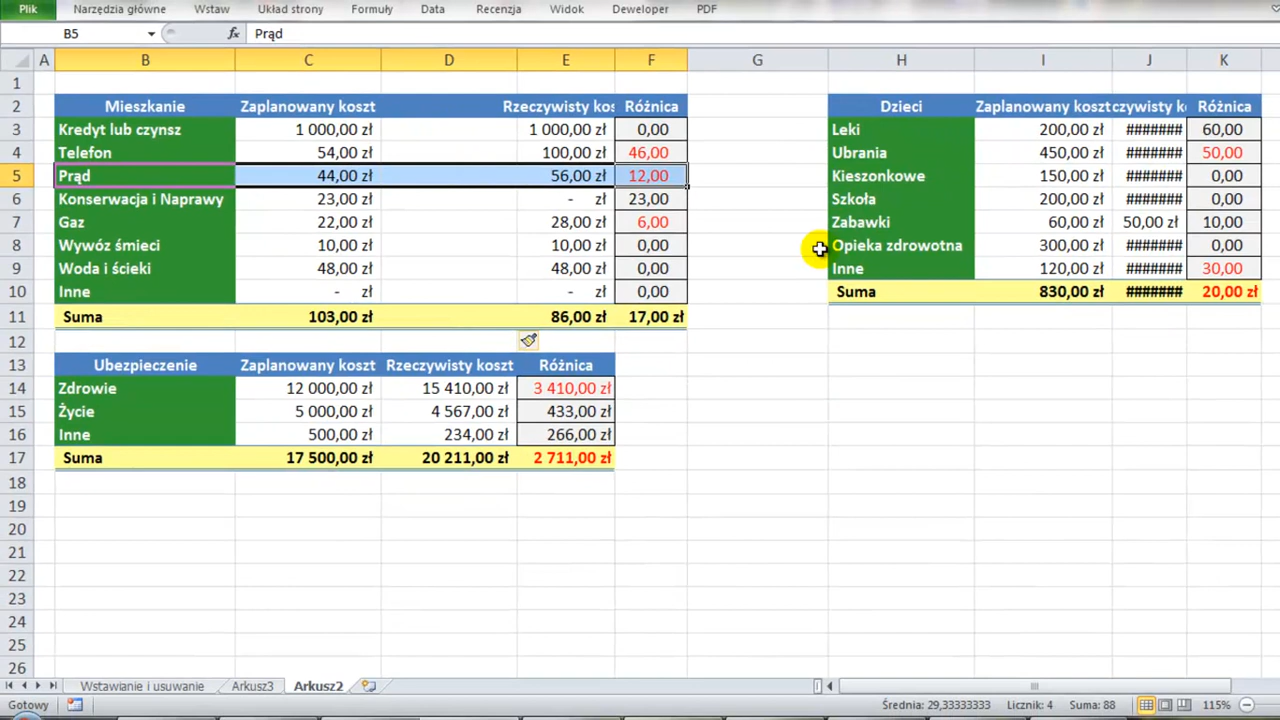 Plik Narzędzia główne Wstaw Układ strony Formuły Data Recenzja Widok Deweloper PDF
B5 fx Prąd
A B C D E F G H I J K
1
2 Mieszkanie Zaplanowany koszt Rzeczywisty kos Różnica Dzieci Zaplanowany koszt czywisty k Różnica
3 Kredyt lub czynsz 1 000,00 zł 1 000,00 zł 0,00 Leki 200,00 zł ####### 60,00
4 Telefon 54,00 zł 100,00 zł 46,00 Ubrania 450,00 zł ####### 50,00
5 Prąd 44,00 zł 56,00 zł 12,00 Kieszonkowe 150,00 zł ####### 0,00
6 Konserwacja i Naprawy 23,00 zł - zł 23,00 Szkoła 200,00 zł ####### 0,00
7 Gaz 22,00 zł 28,00 zł 6,00 Zabawki 60,00 zł 50,00 zł 10,00
8 Wywóz śmieci 10,00 zł 10,00 zł 0,00 Opieka zdrowotna 300,00 zł ####### 0,00
9 Woda i ścieki 48,00 zł 48,00 zł 0,00 Inne 120,00 zł ####### 30,00
10 Inne - zł - zł 0,00 Suma 830,00 zł ####### 20,00 zł
11 Suma 103,00 zł 86,00 zł 17,00 zł
12
13 Ubezpieczenie Zaplanowany koszt Rzeczywisty koszt Różnica
14 Zdrowie 12 000,00 zł 15 410,00 zł 3 410,00 zł
15 Życie 5 000,00 zł 4 567,00 zł 433,00 zł
16 Inne 500,00 zł 234,00 zł 266,00 zł
17 Suma 17 500,00 zł 20 211,00 zł 2 711,00 zł
18
19
20
21
22
23
24
25
26
Wstawianie i usuwanie Arkusz3 Arkusz2
Gotowy Średnia: 29,33333333 Licznik: 4 Suma: 88 115%